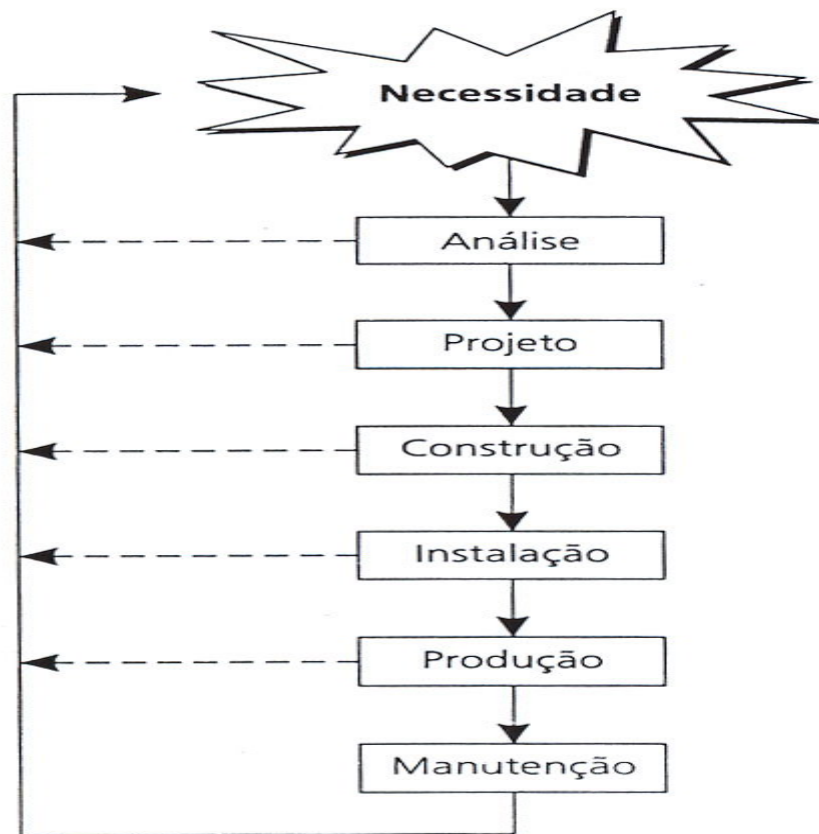 Necessidade
Análise
Projeto
Construção
Instalação
Produção
Manutenção